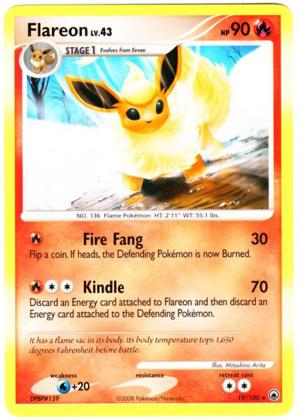 Flareon LV.43 HP 90
STAGE 1 Evolves from Eevee
NO. 136 Flame Pokémon HT: 2'11" WT: 55.1 lbs.
Fire Fang 30
Flip a coin. If heads, the Defending Pokémon is now Burned.
Kindle 70
Discard an Energy card attached to Flareon and then discard an
Energy card attached to the Defending Pokémon.
It has a flame sac in its body. Its body temperature tops 1,650
degrees Fahrenheit before battle.
Illus. Mitsuhiro Arita
weakness resistance retreat cost
+20
DPBP#159 ©2008 Pokémon/Nintendo 19/100 ★